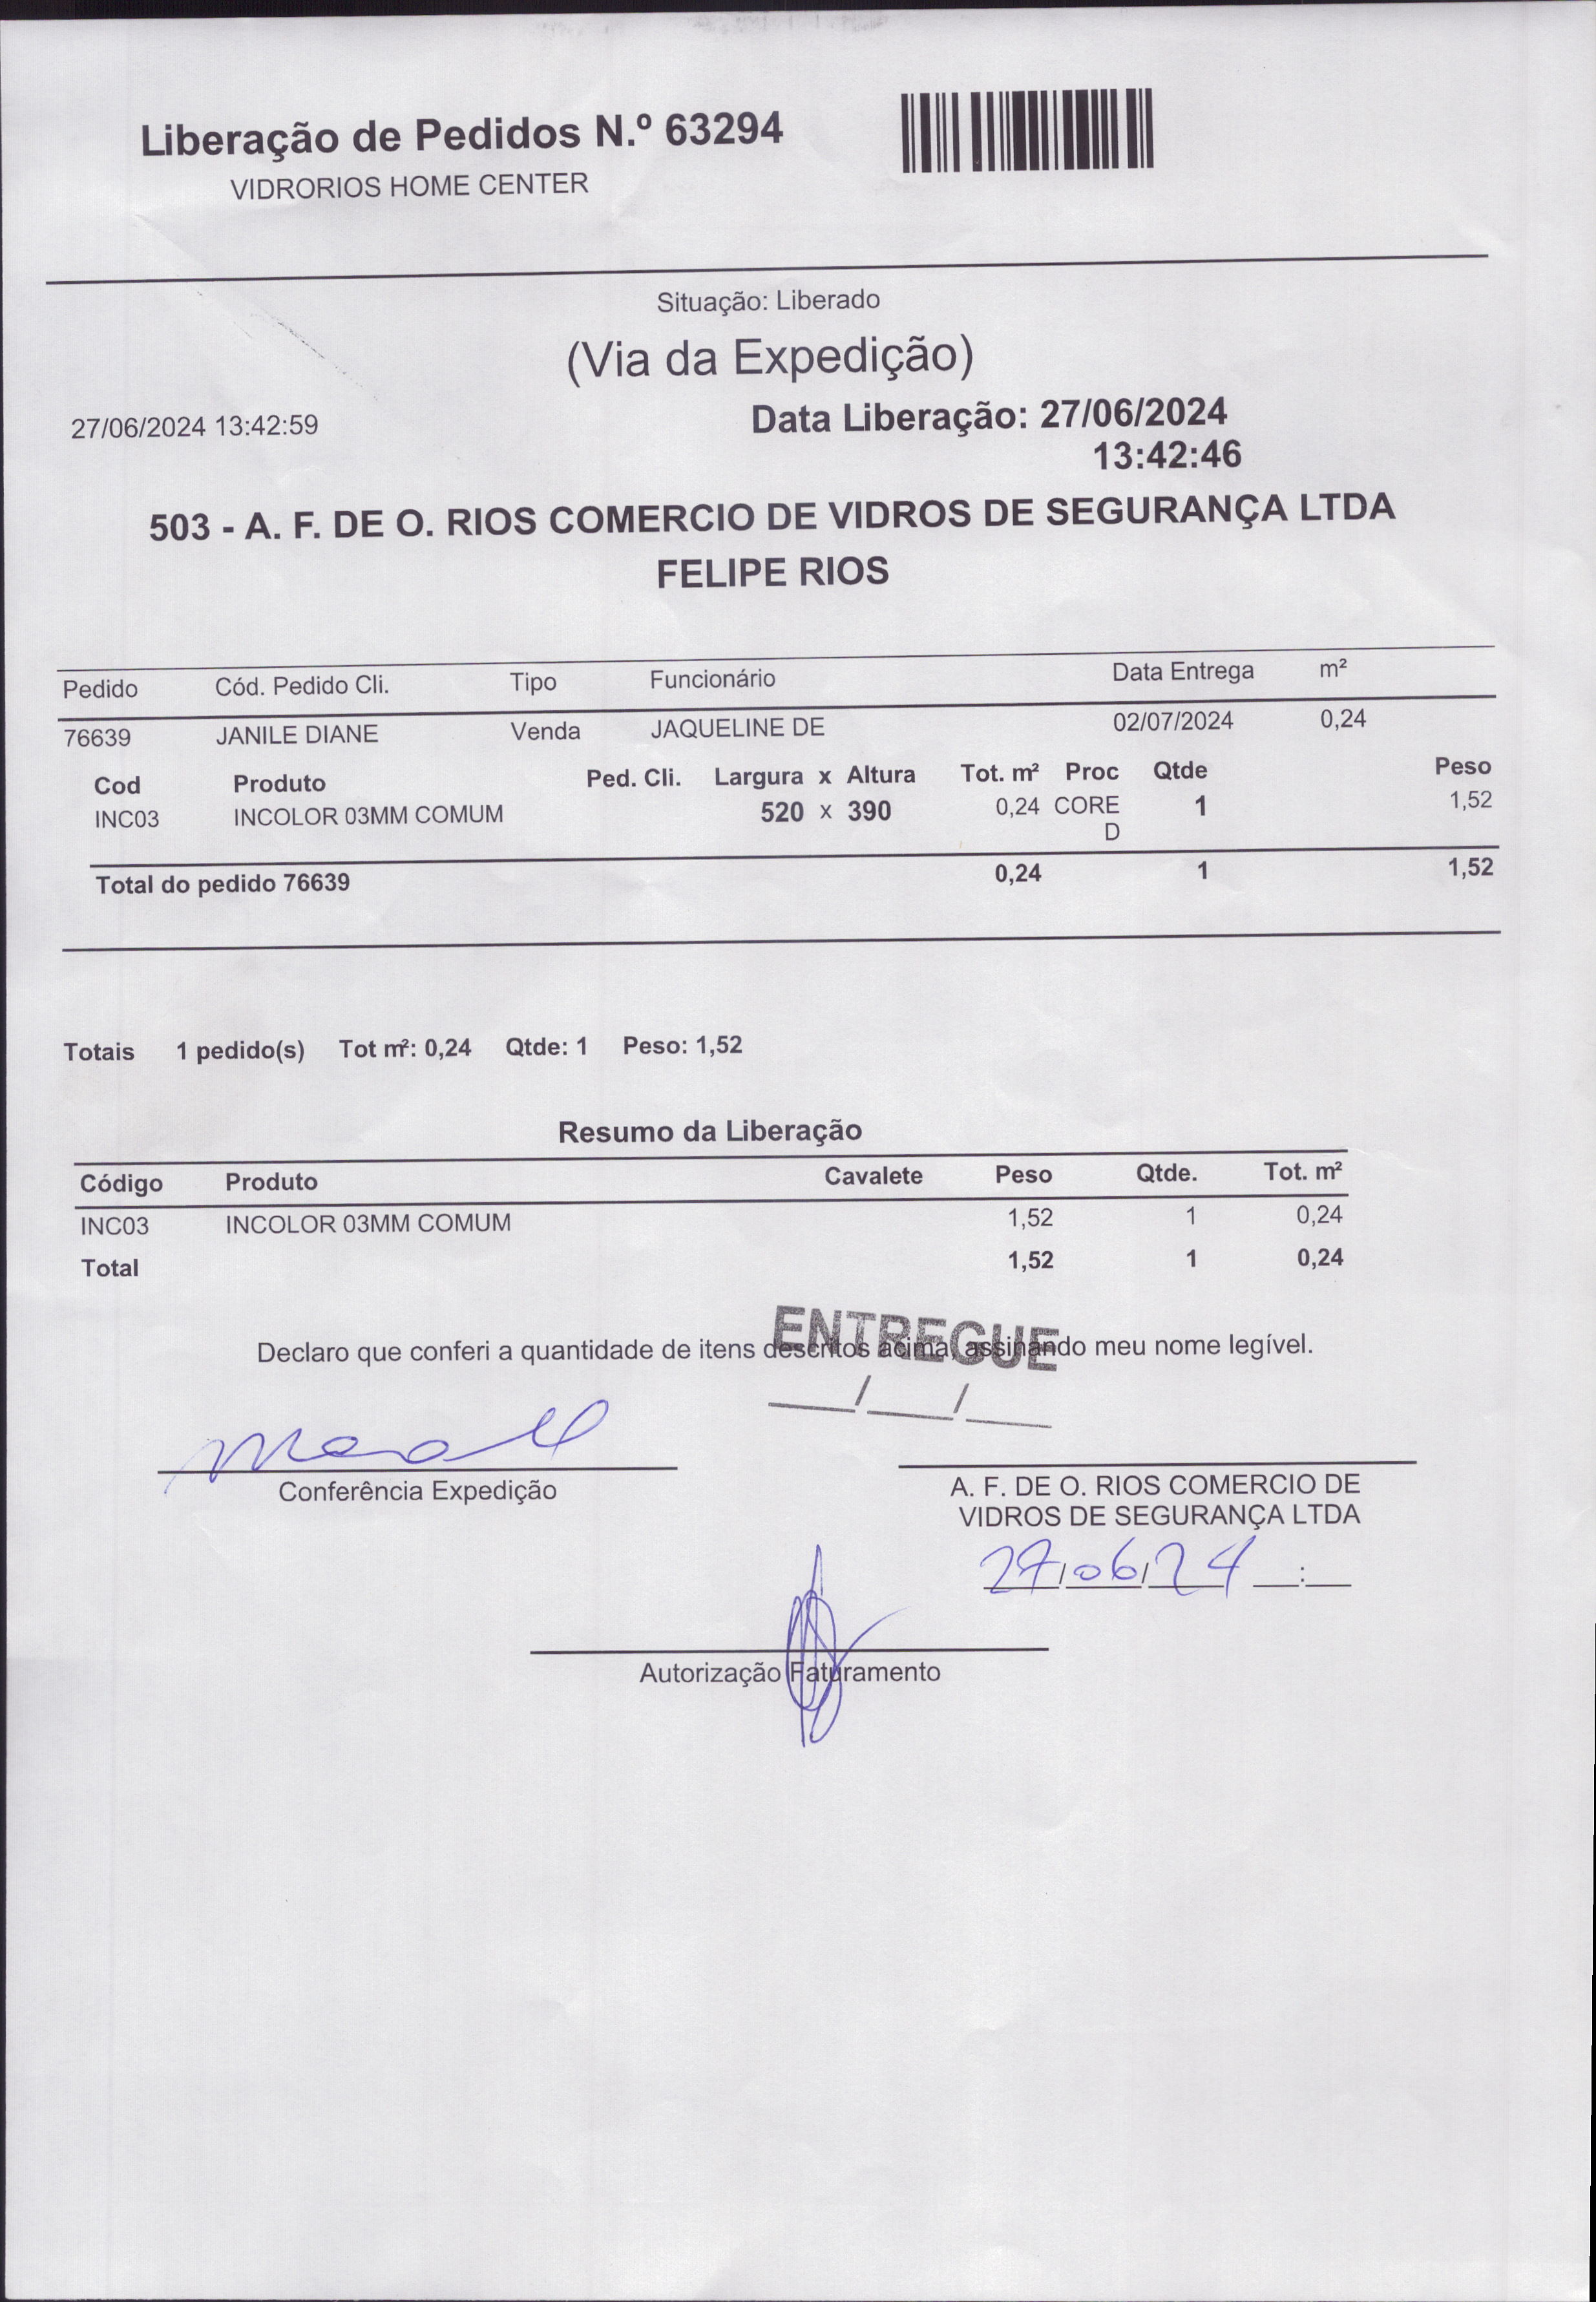 Liberação de Pedidos N.º 63294
VIDRORIOS HOME CENTER
Situação: Liberado
(Via da Expedição)
27/06/2024 13:42:59
Data Liberação: 27/06/2024
13:42:46
503 - A. F. DE O. RIOS COMERCIO DE VIDROS DE SEGURANÇA LTDA
FELIPE RIOS
Pedido Cód. Pedido Cli. Tipo Funcionário Data Entrega m²
76639 JANILE DIANE Venda JAQUELINE DE 02/07/2024 0,24
Cod Produto Ped. Cli. Largura x Altura Tot. m² Proc Qtde Peso
INC03 INCOLOR 03MM COMUM 520 x 390 0,24 CORE 1 1,52
D
Total do pedido 76639 0,24 1 1,52
Totais 1 pedido(s) Tot m²: 0,24 Qtde: 1 Peso: 1,52
Resumo da Liberação
Código Produto Cavalete Peso Qtde. Tot. m²
INC03 INCOLOR 03MM COMUM 1,52 1 0,24
Total 1,52 1 0,24
ENTREGUE
Declaro que conferi a quantidade de itens descritos acima, assinando meu nome legível.
___/___/___
Conferência Expedição
A. F. DE O. RIOS COMERCIO DE
VIDROS DE SEGURANÇA LTDA
27/06/24 __:__
Autorização Faturamento